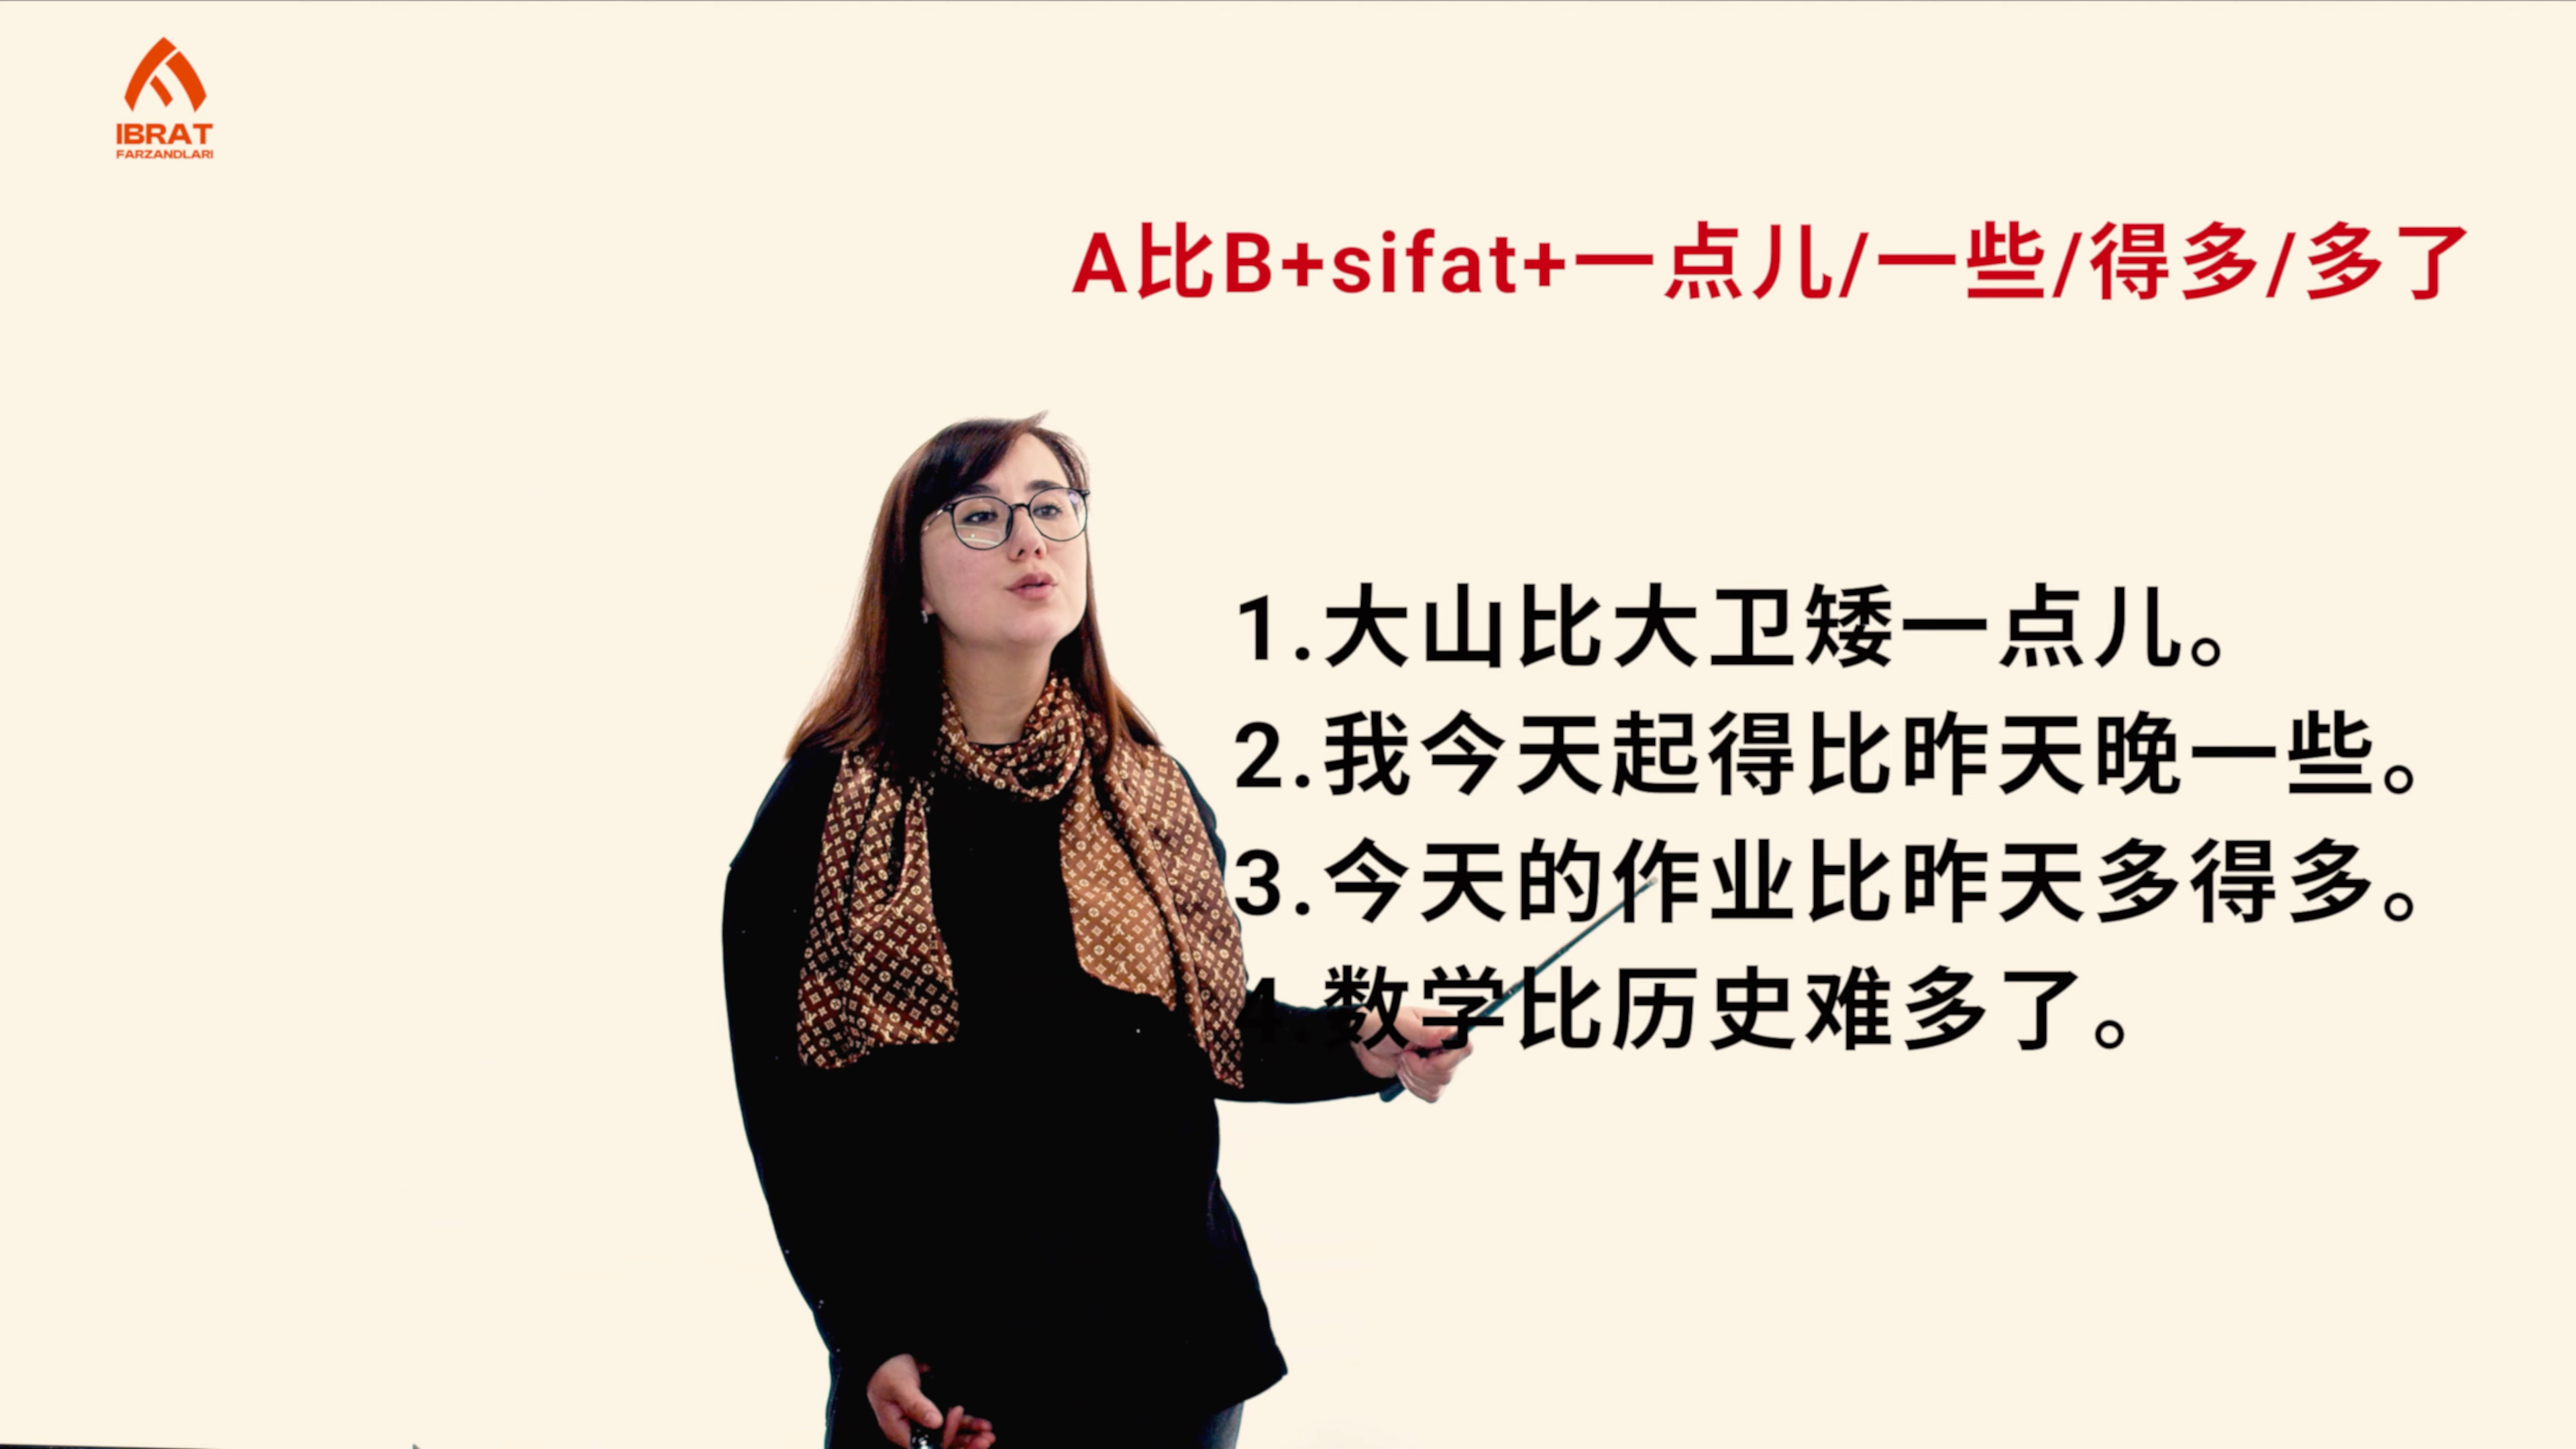 IBRAT
FARZANDLARI
A比B+sifat+一点儿/一些/得多/多了
1.大山比大卫矮一点儿。
2.我今天起得比昨天晚一些。
3.今天的作业比昨天多得多。
4.数学比历史难多了。